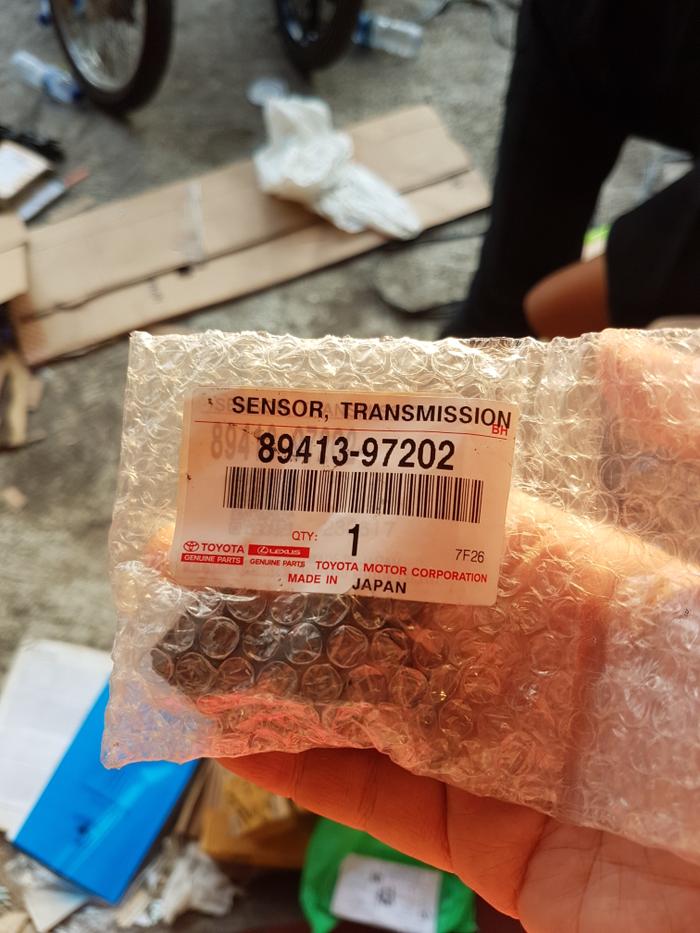 SENSOR, TRANSMISSION
BH
89413-97202
QTY: 1
7F26
TOYOTA LEXUS
GENUINE PARTS GENUINE PARTS
TOYOTA MOTOR CORPORATION
MADE IN JAPAN